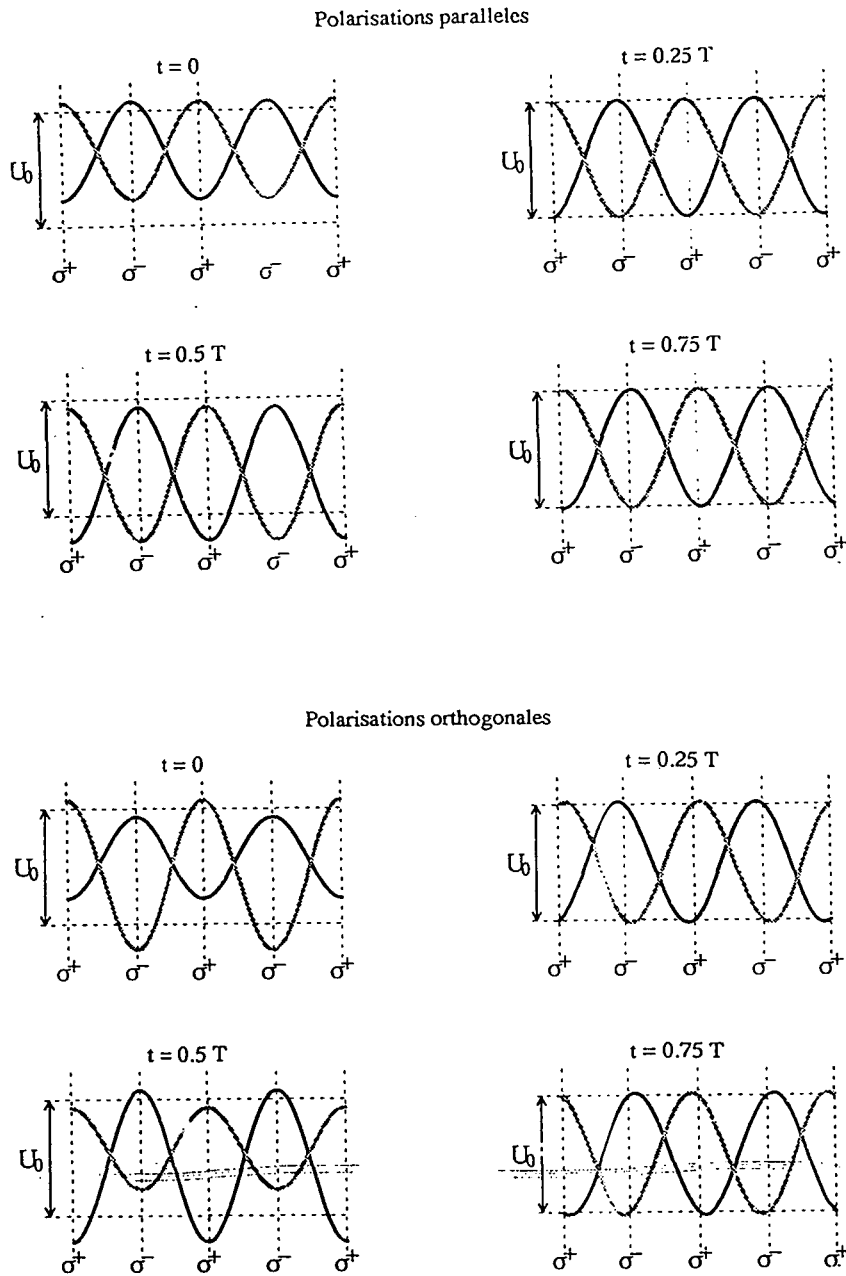 Polarisations paralleles
t = 0
t = 0.25 T
U₀
U₀
σ⁺ σ⁻ σ⁺ σ⁻ σ⁺
σ⁺ σ⁻ σ⁺ σ⁻ σ⁺
t = 0.5 T
t = 0.75 T
U₀
U₀
σ⁺ σ⁻ σ⁺ σ⁻ σ⁺
σ⁺ σ⁻ σ⁺ σ⁻ σ⁺
Polarisations orthogonales
t = 0
t = 0.25 T
U₀
U₀
σ⁺ σ⁻ σ⁺ σ⁻ σ⁺
σ⁺ σ⁻ σ⁺ σ⁻ σ⁺
t = 0.5 T
t = 0.75 T
U₀
U₀
σ⁺ σ⁻ σ⁺ σ⁻ σ⁺
σ⁺ σ⁻ σ⁺ σ⁻ σ⁺